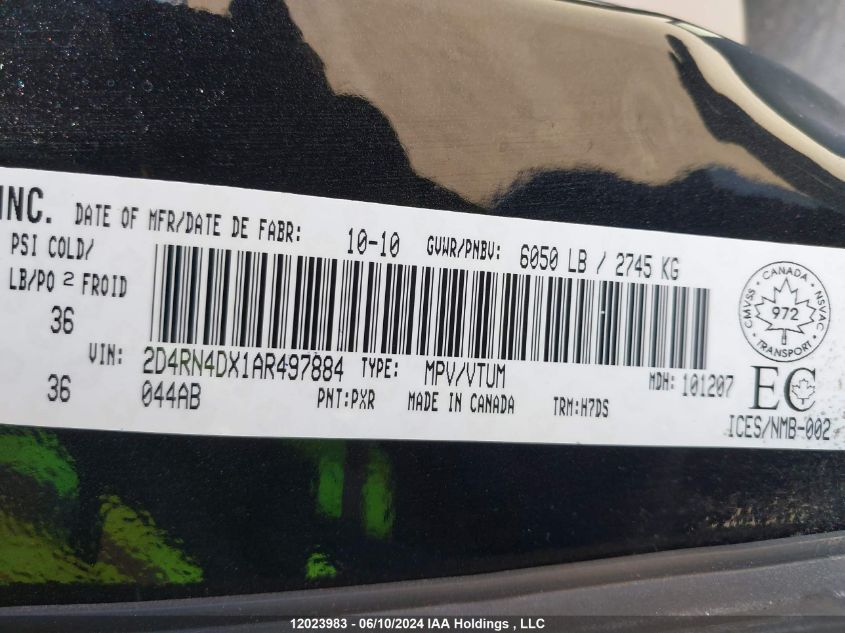 INC. DATE OF MFR/DATE DE FABR: 10-10 GVWR/PNBV: 6050 LB / 2745 KG
PSI COLD/
LB/PO 2 FROID
36
VIN: 2D4RN4DX1AR497884 TYPE: MPV/VTUM MDH: 101207
36 044AB PNT:PXR MADE IN CANADA TRM:H7DS
CMVSS CANADA NSVAC
972
TRANSPORT
EC
ICES/NMB-002
12023983 - 06/10/2024 IAA Holdings , LLC